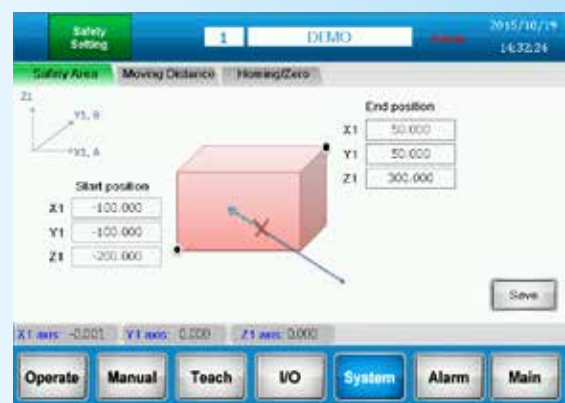 Safety Setting
1 DEMO
2015/10/19
14:32:24
Safety Area Moving Distance Homing/Zero
Z1
Y1, B
X1, A
End position
X1 50.000
Y1 50.000
Z1 300.000
Start position
X1 -100.000
Y1 -100.000
Z1 -200.000
Save
X1 axis: -0.001 Y1 axis: 0.000 Z1 axis: 0.000
Operate Manual Teach I/O System Alarm Main